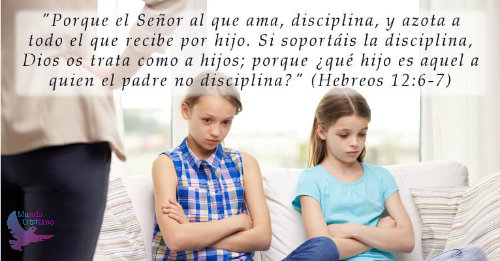 "Porque el Señor al que ama, disciplina, y azota a
todo el que recibe por hijo. Si soportáis la disciplina,
Dios os trata como a hijos; porque ¿qué hijo es aquel a
quien el padre no disciplina?" (Hebreos 12:6-7)
Mundo
Cristiano